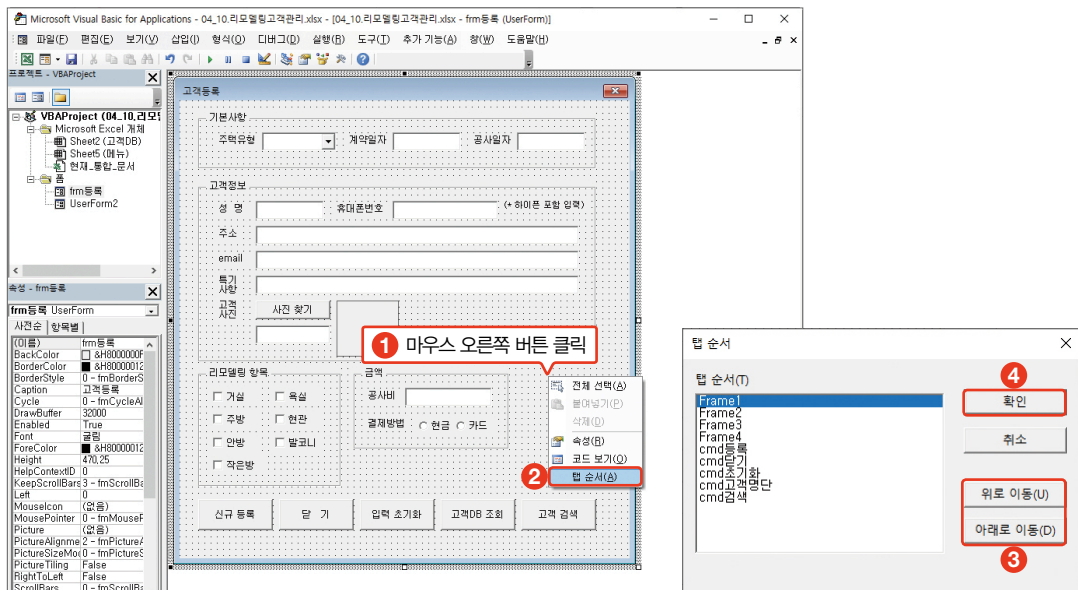 Microsoft Visual Basic for Applications - 04_10.리모델링고객관리.xlsx - [04_10.리모델링고객관리.xlsx - frm등록 (UserForm)]
파일(F) 편집(E) 보기(V) 삽입(I) 형식(O) 디버그(D) 실행(R) 도구(T) 추가 기능(A) 창(W) 도움말(H)
프로젝트 - VBAProject
VBAProject (04_10.리모
Microsoft Excel 개체
Sheet2 (고객DB)
Sheet5 (메뉴)
현재_통합_문서
폼
frm등록
UserForm2
속성 - frm등록
frm등록 UserForm
사전순 항목별
(이름) frm등록
BackColor &H8000000F
BorderColor &H80000012
BorderStyle 0 - fmBorderS
Caption 고객등록
Cycle 0 - fmCycleAl
DrawBuffer 32000
Enabled True
Font 굴림
ForeColor &H80000012
Height 470,25
HelpContextID 0
KeepScrollBars 3 - fmScrollBa
Left 0
MouseIcon (없음)
MousePointer 0 - fmMouseP
Picture (없음)
PictureAlignme 2 - fmPictureA
PictureSizeMo 0 - fmPictureS
PictureTiling False
RightToLeft False
ScrollBars 0 - fmScrollBa
고객등록
기본사항
주택유형 계약일자 공사일자
고객정보
성 명 휴대폰번호 (* 하이픈 포함 입력)
주소
email
특기
사항
고객
사진
사진 찾기
1 마우스 오른쪽 버튼 클릭
리모델링 항목
거실 욕실
주방 현관
안방 발코니
작은방
금액
공사비
결제방법 현금 카드
전체 선택(A)
붙여넣기(P)
삭제(D)
속성(R)
코드 보기(O)
2 탭 순서(A)
신규 등록 닫 기 입력 초기화 고객DB 조회 고객 검색
탭 순서
탭 순서(T)
Frame1
Frame2
Frame3
Frame4
cmd등록
cmd닫기
cmd초기화
cmd고객명단
cmd검색
4
확인
취소
위로 이동(U)
아래로 이동(D)
3